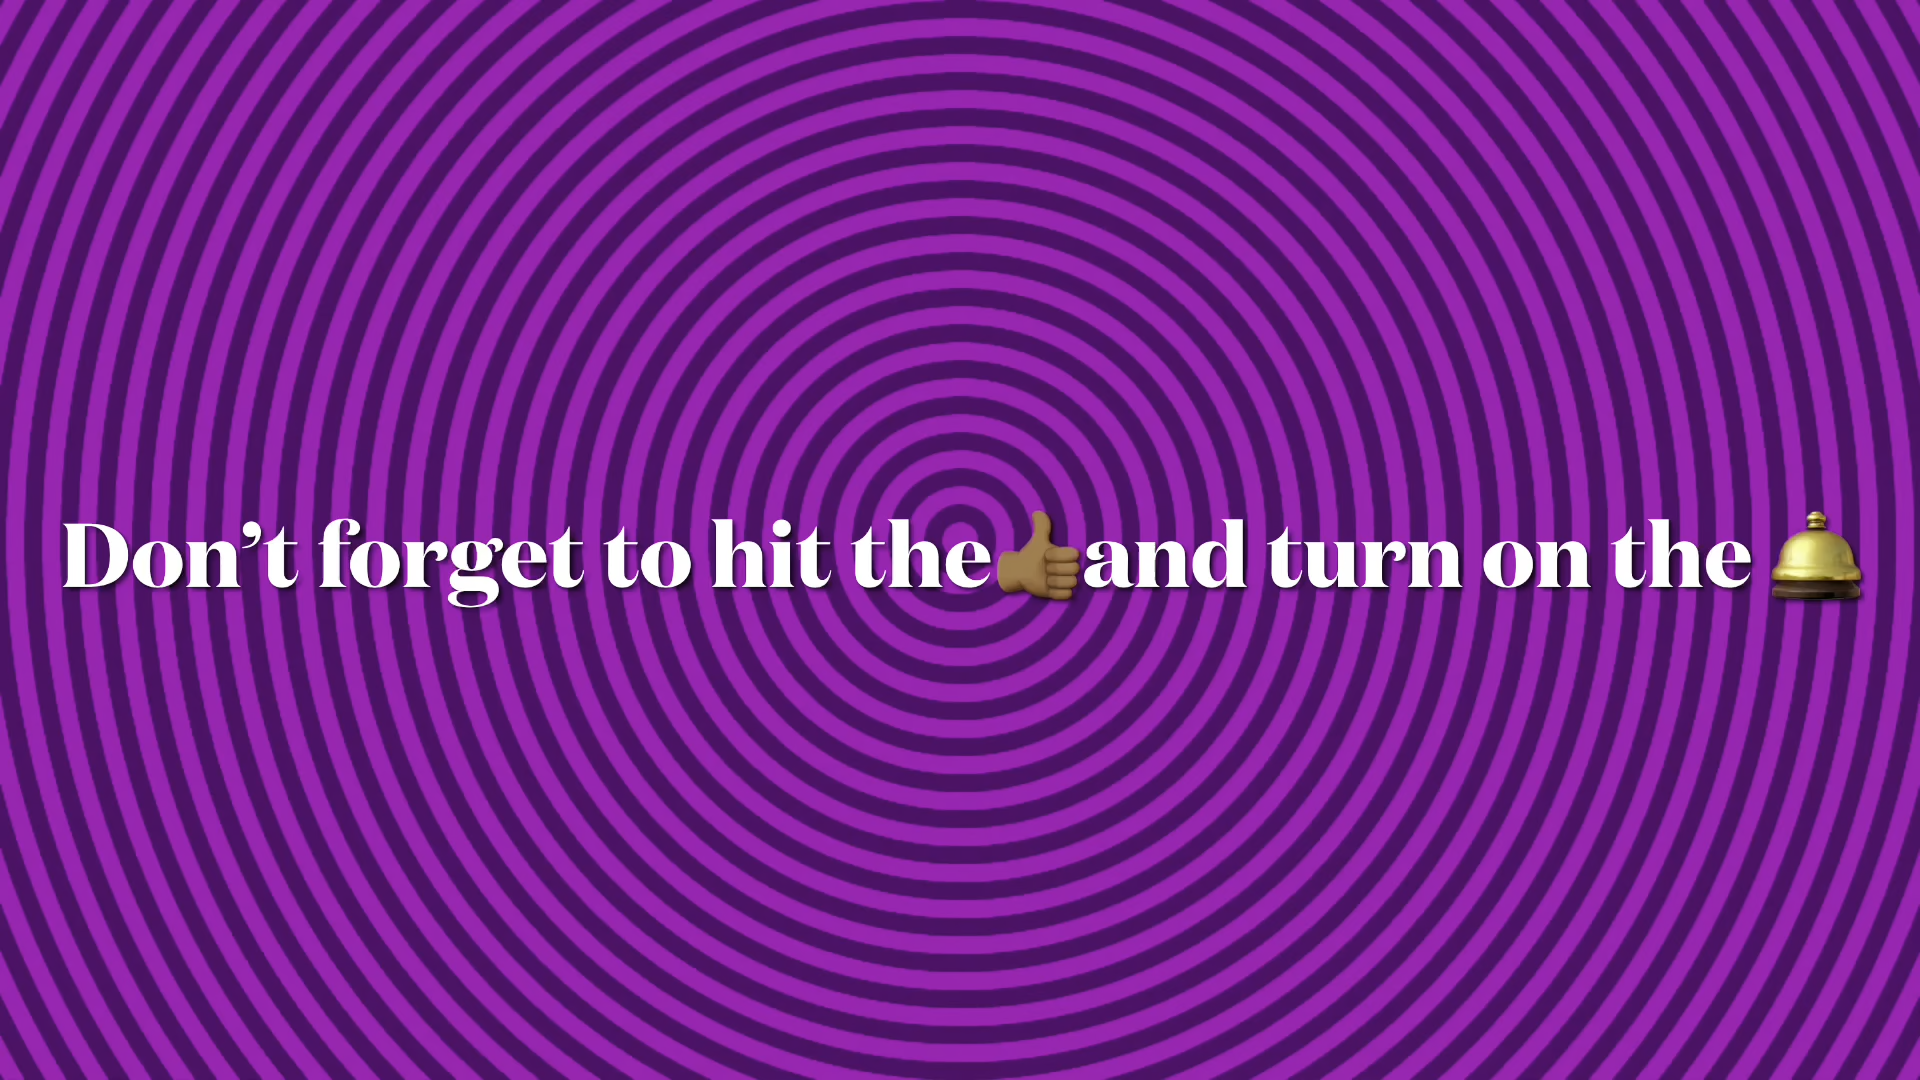 Don’t forget to hit the 👍🏾 and turn on the 🛎️